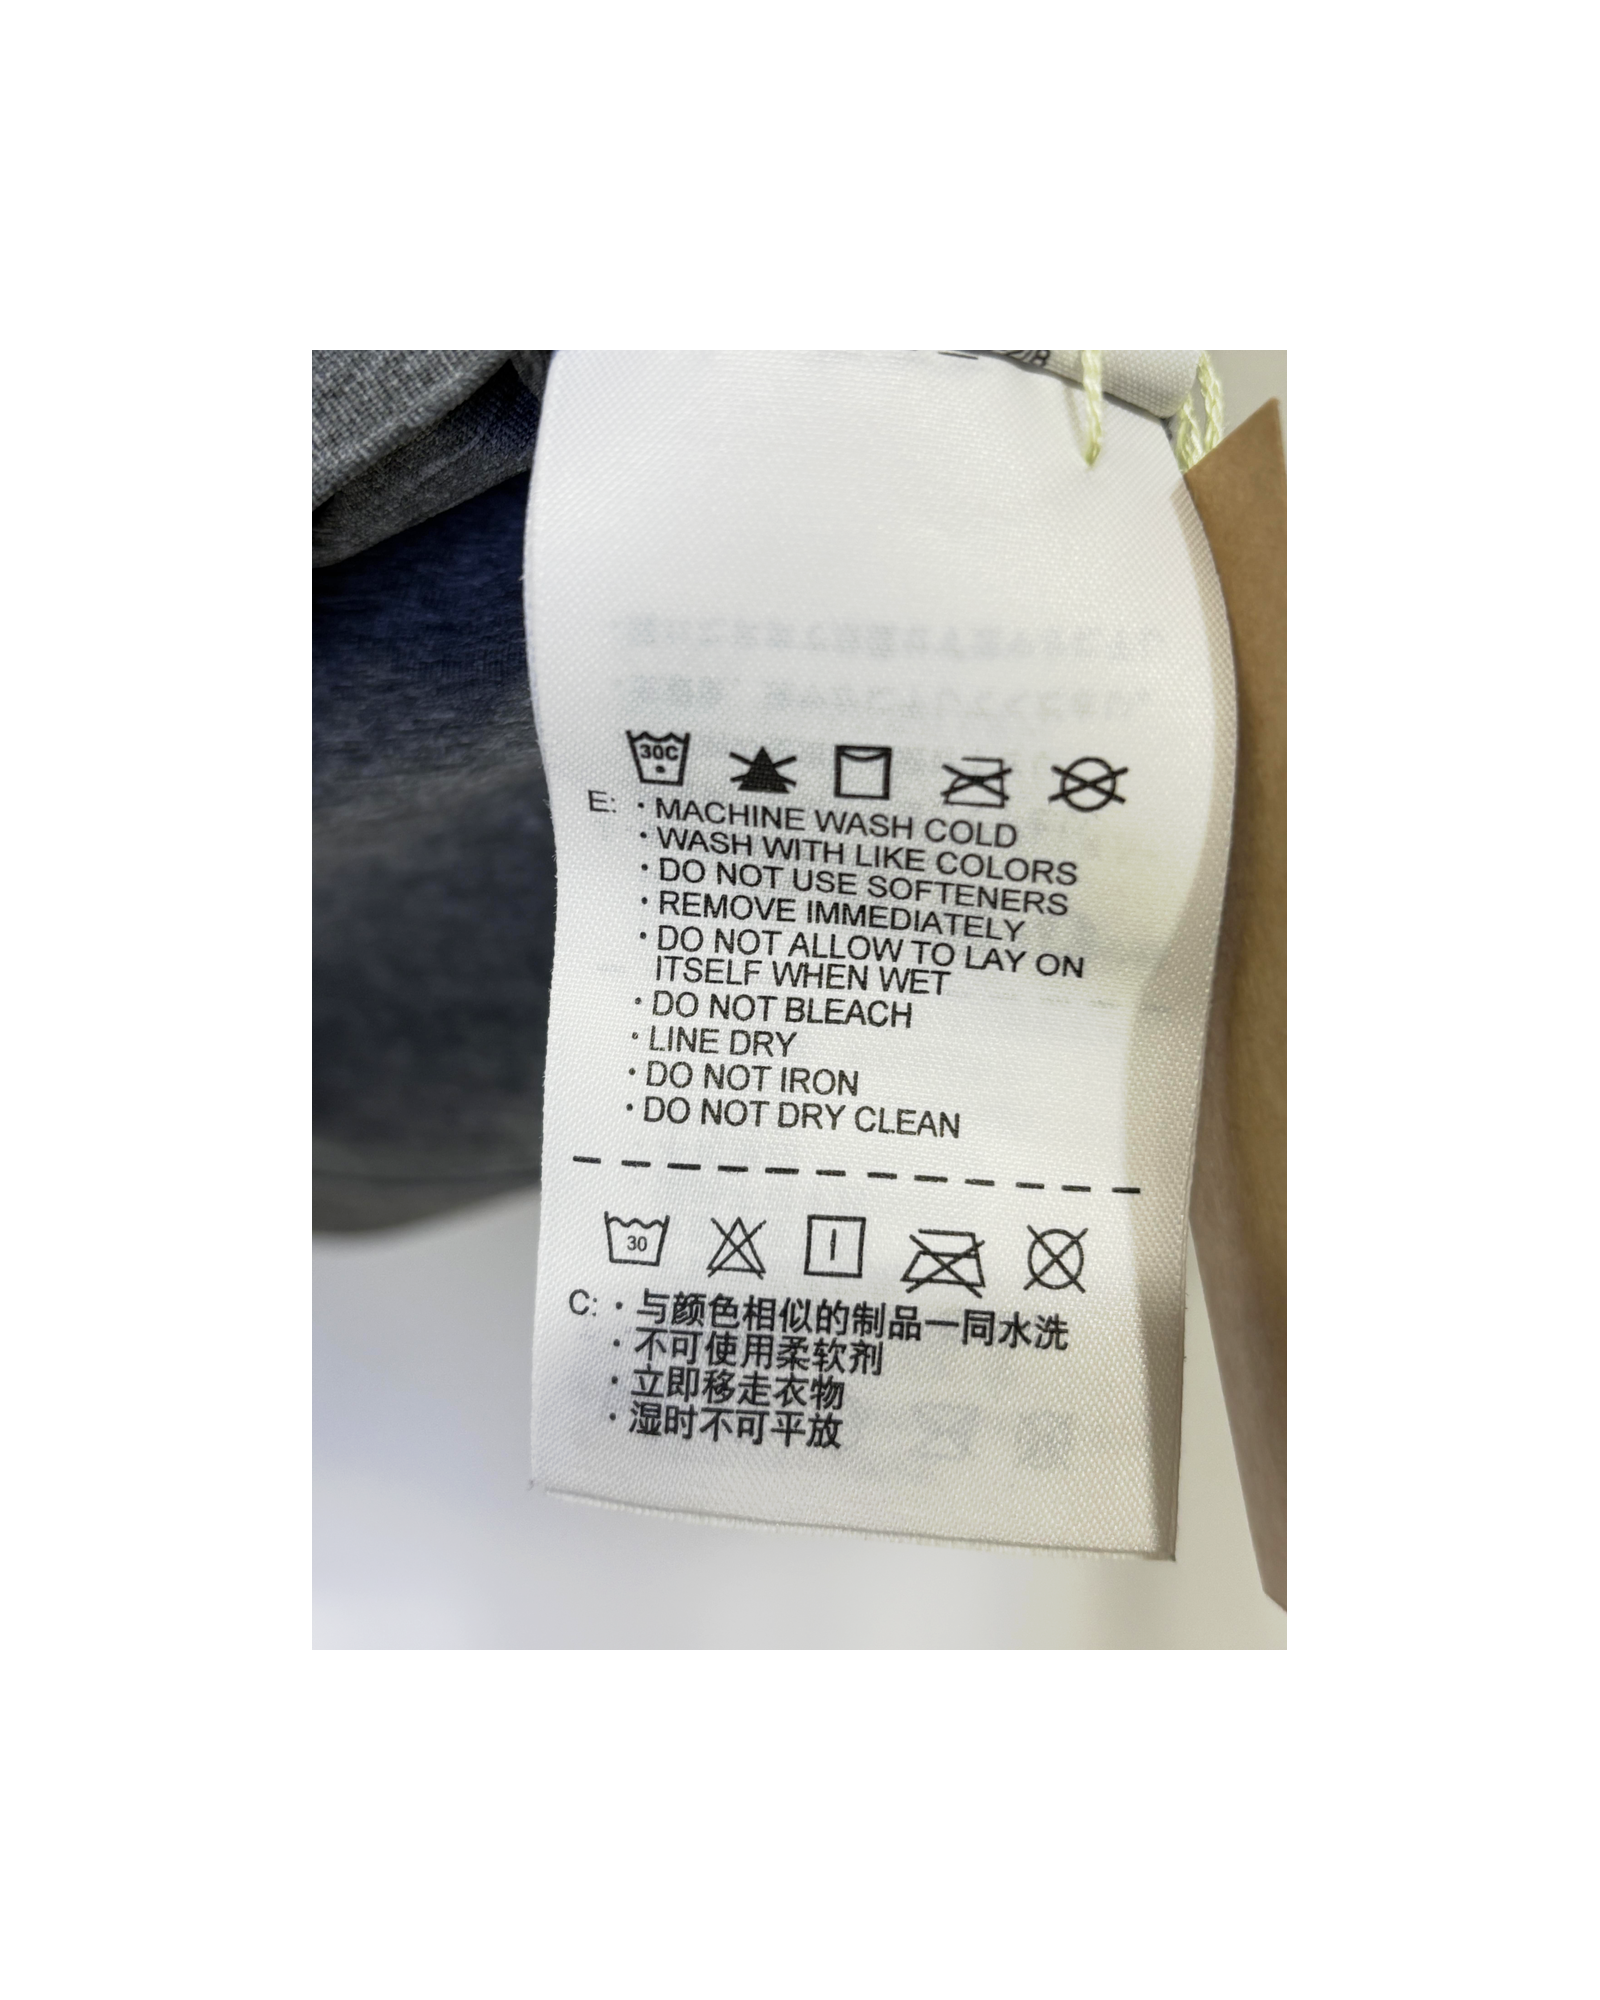 30C
E: · MACHINE WASH COLD
· WASH WITH LIKE COLORS
· DO NOT USE SOFTENERS
· REMOVE IMMEDIATELY
· DO NOT ALLOW TO LAY ON
ITSELF WHEN WET
· DO NOT BLEACH
· LINE DRY
· DO NOT IRON
· DO NOT DRY CLEAN
30
C: · 与颜色相似的制品一同水洗
· 不可使用柔软剂
· 立即移走衣物
· 湿时不可平放